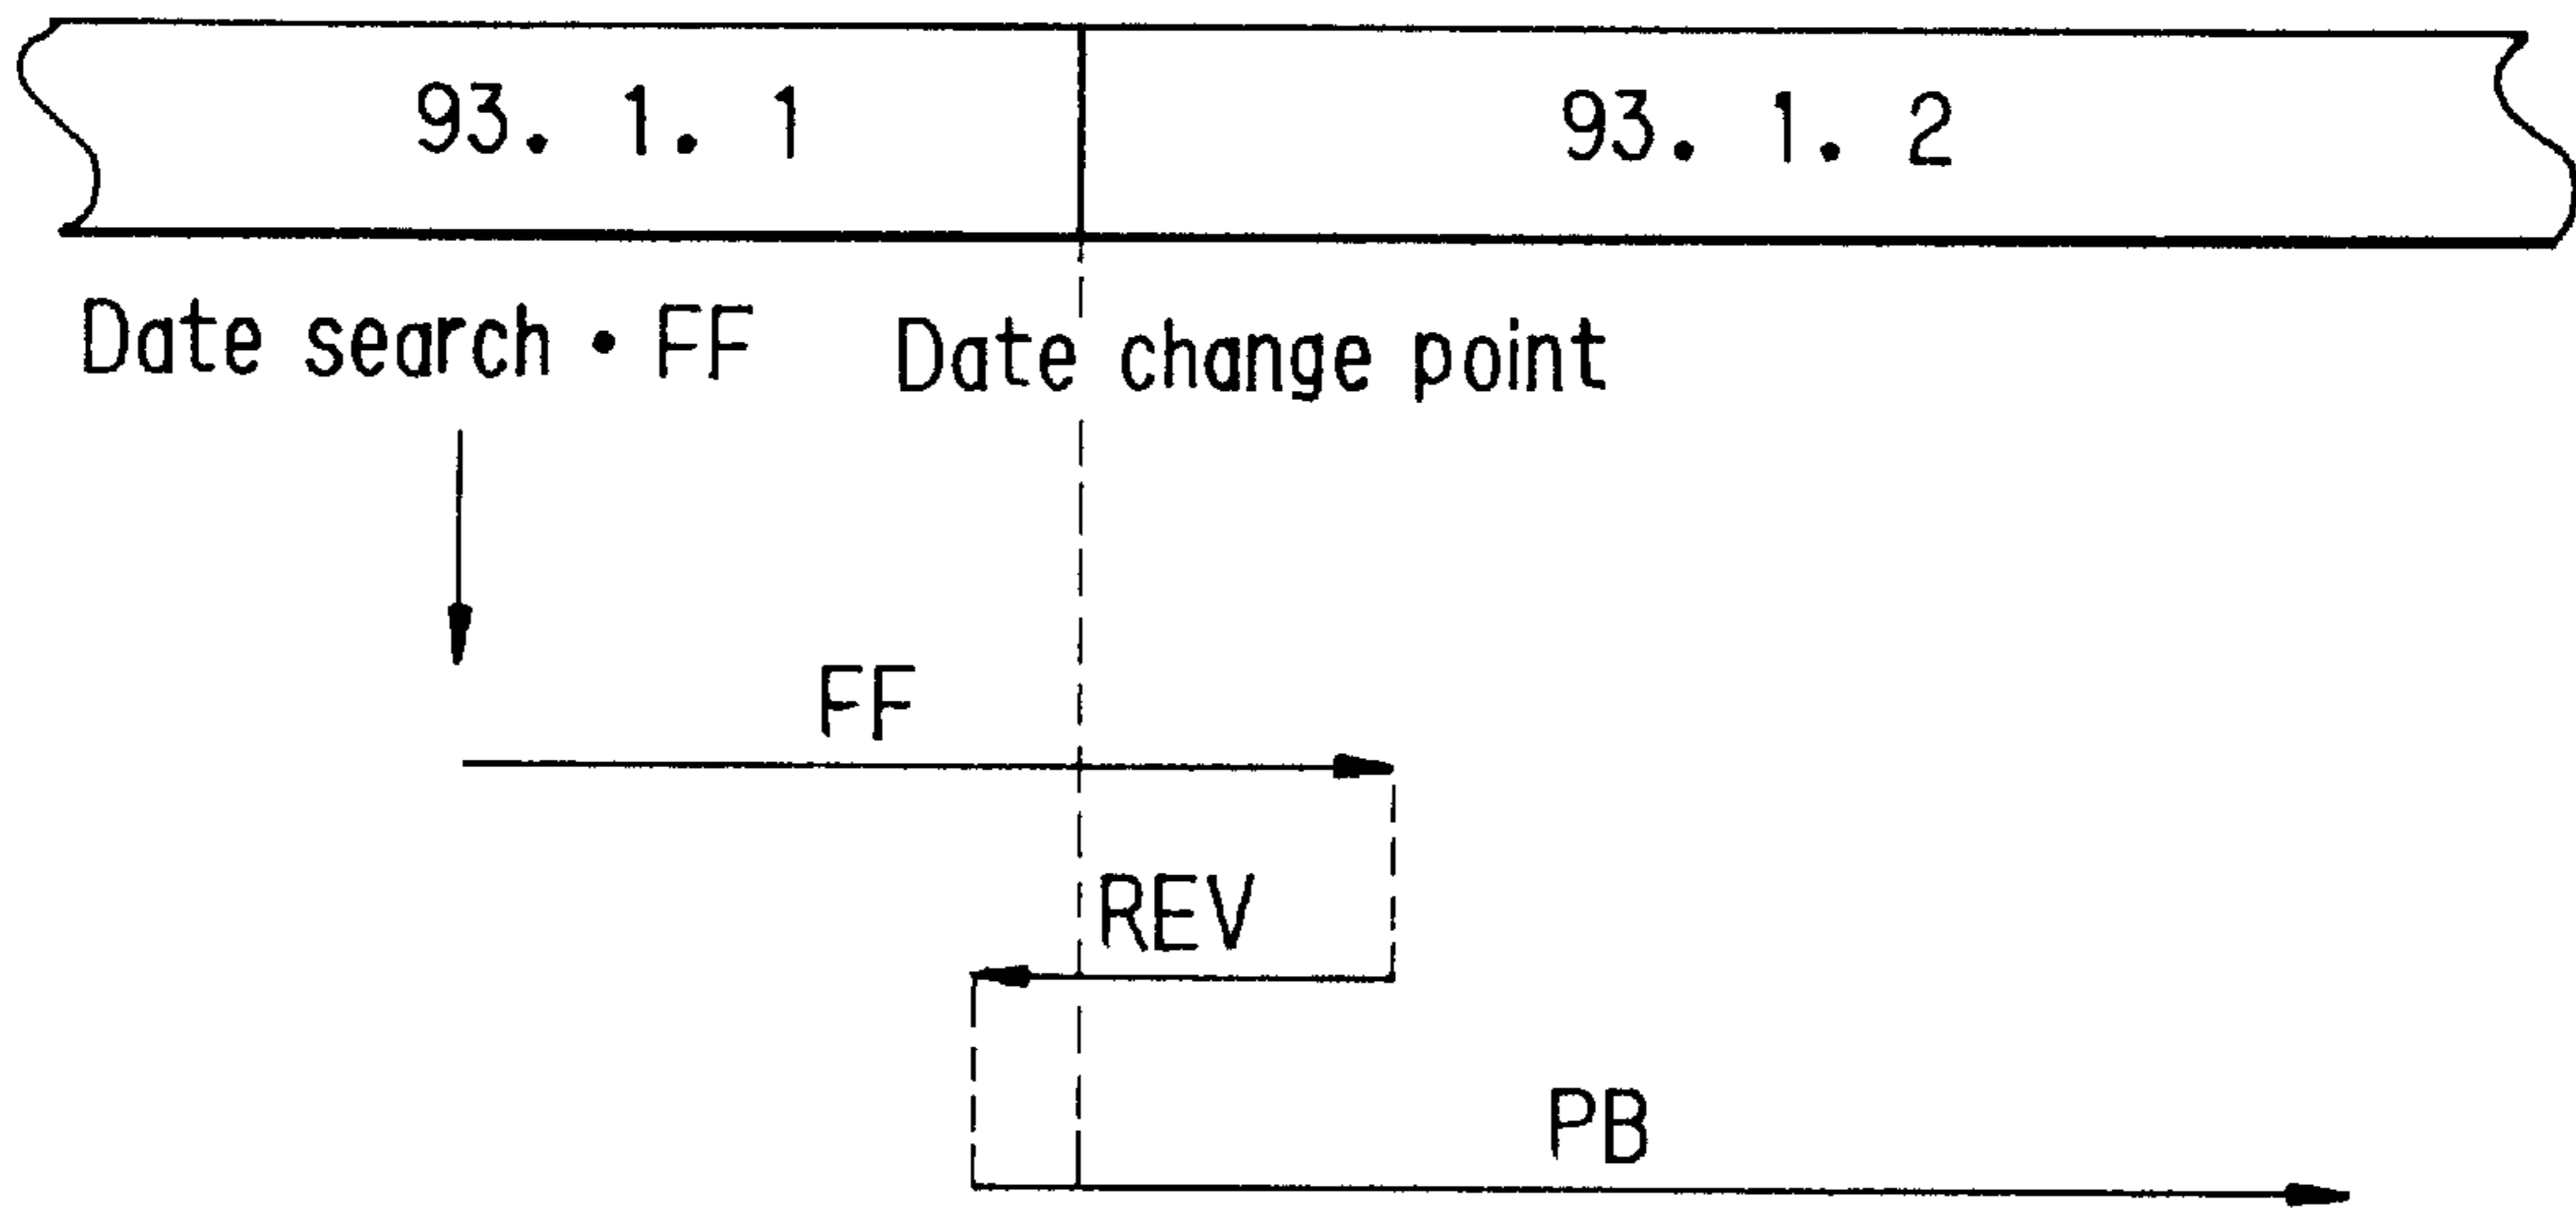 93. 1. 1
93. 1. 2
Date search • FF
Date change point
FF
REV
PB